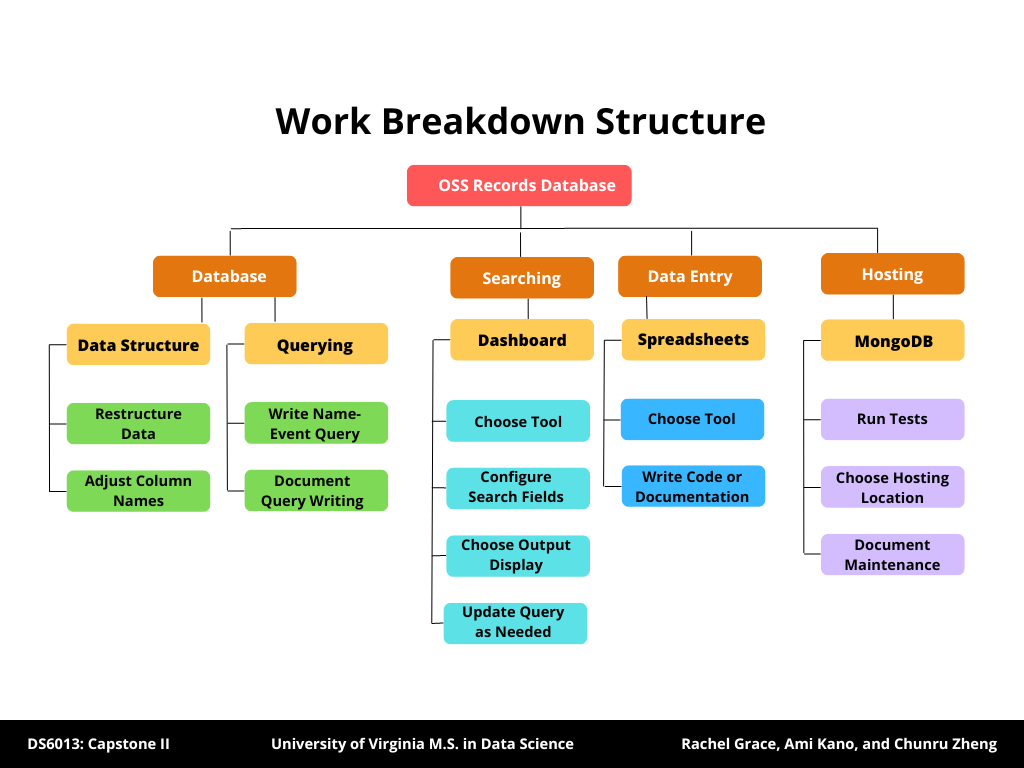 Work Breakdown Structure
OSS Records Database
Database
Searching
Data Entry
Hosting
Data Structure
Querying
Dashboard
Spreadsheets
MongoDB
Restructure
Data
Adjust Column
Names
Write Name-
Event Query
Document
Query Writing
Choose Tool
Configure
Search Fields
Choose Output
Display
Update Query
as Needed
Choose Tool
Write Code or
Documentation
Run Tests
Choose Hosting
Location
Document
Maintenance
DS6013: Capstone II
University of Virginia M.S. in Data Science
Rachel Grace, Ami Kano, and Chunru Zheng